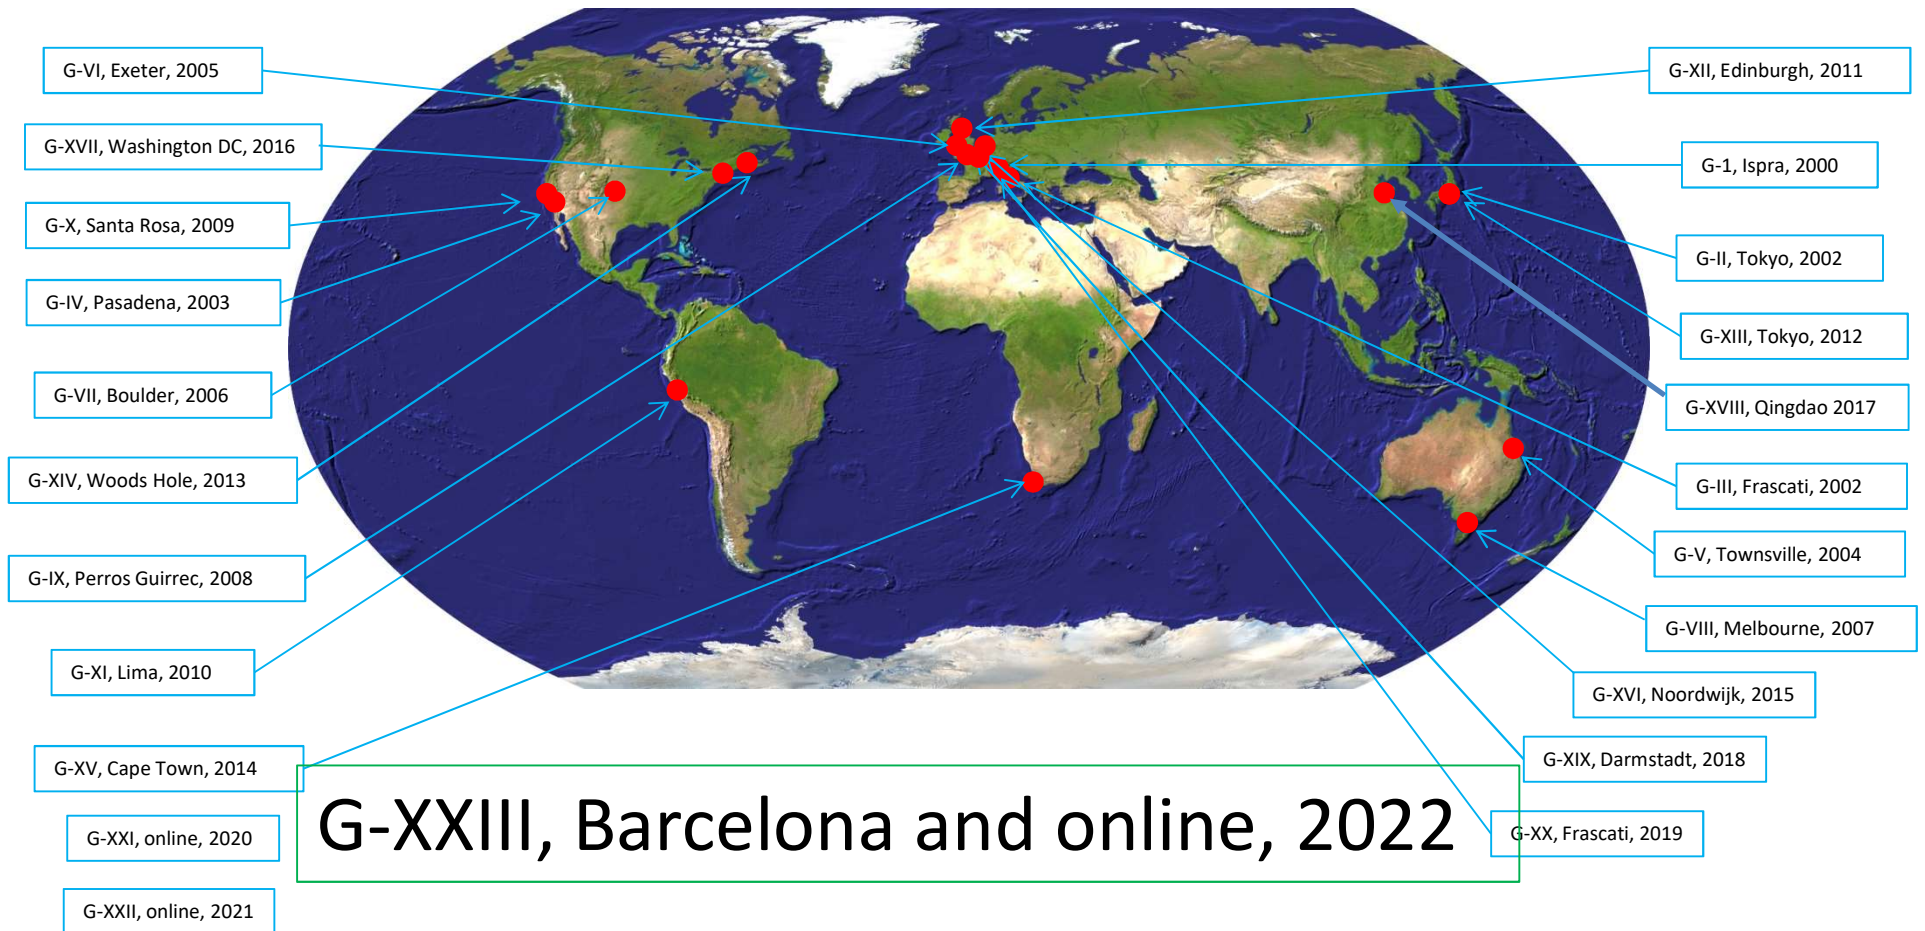 G-VI, Exeter, 2005
G-XVII, Washington DC, 2016
G-X, Santa Rosa, 2009
G-IV, Pasadena, 2003
G-VII, Boulder, 2006
G-XIV, Woods Hole, 2013
G-IX, Perros Guirrec, 2008
G-XI, Lima, 2010
G-XV, Cape Town, 2014
G-XXI, online, 2020
G-XXII, online, 2021
G-XXIII, Barcelona and online, 2022
G-XII, Edinburgh, 2011
G-1, Ispra, 2000
G-II, Tokyo, 2002
G-XIII, Tokyo, 2012
G-XVIII, Qingdao 2017
G-III, Frascati, 2002
G-V, Townsville, 2004
G-VIII, Melbourne, 2007
G-XVI, Noordwijk, 2015
G-XIX, Darmstadt, 2018
G-XX, Frascati, 2019